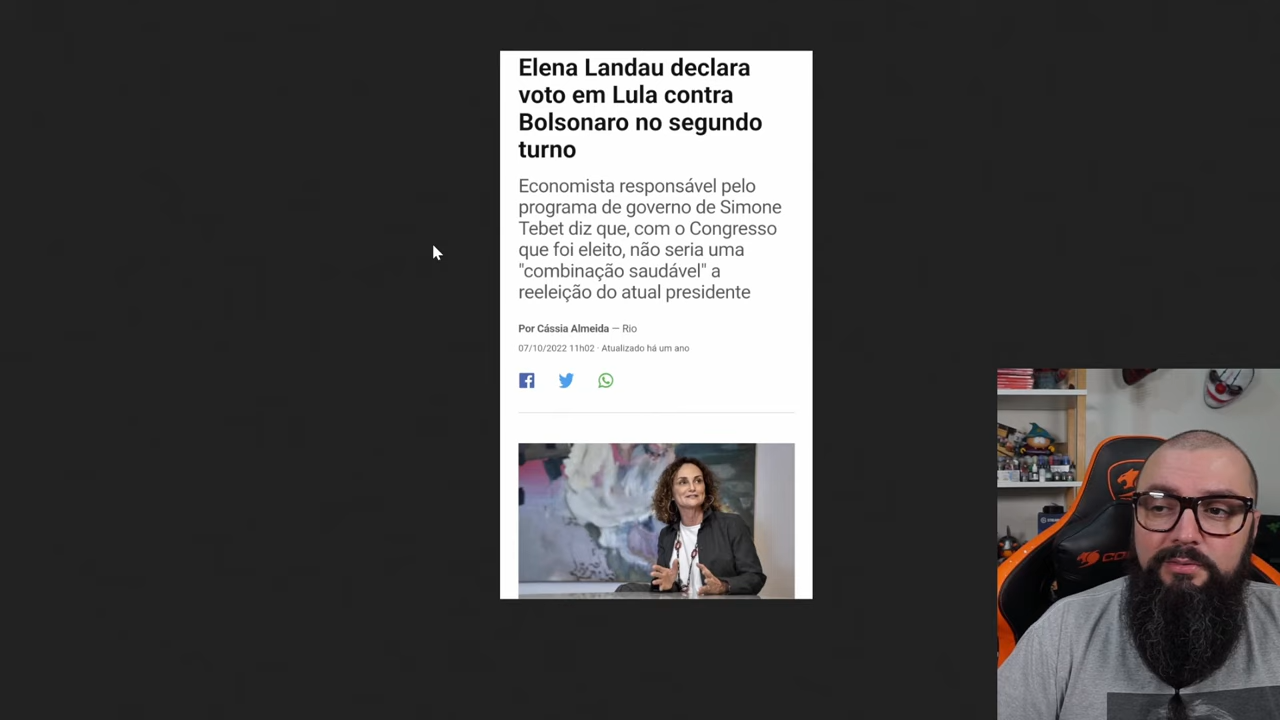 Elena Landau declara
voto em Lula contra
Bolsonaro no segundo
turno
Economista responsável pelo
programa de governo de Simone
Tebet diz que, com o Congresso
que foi eleito, não seria uma
"combinação saudável" a
reeleição do atual presidente
Por Cássia Almeida — Rio
07/10/2022 11h02 · Atualizado há um ano